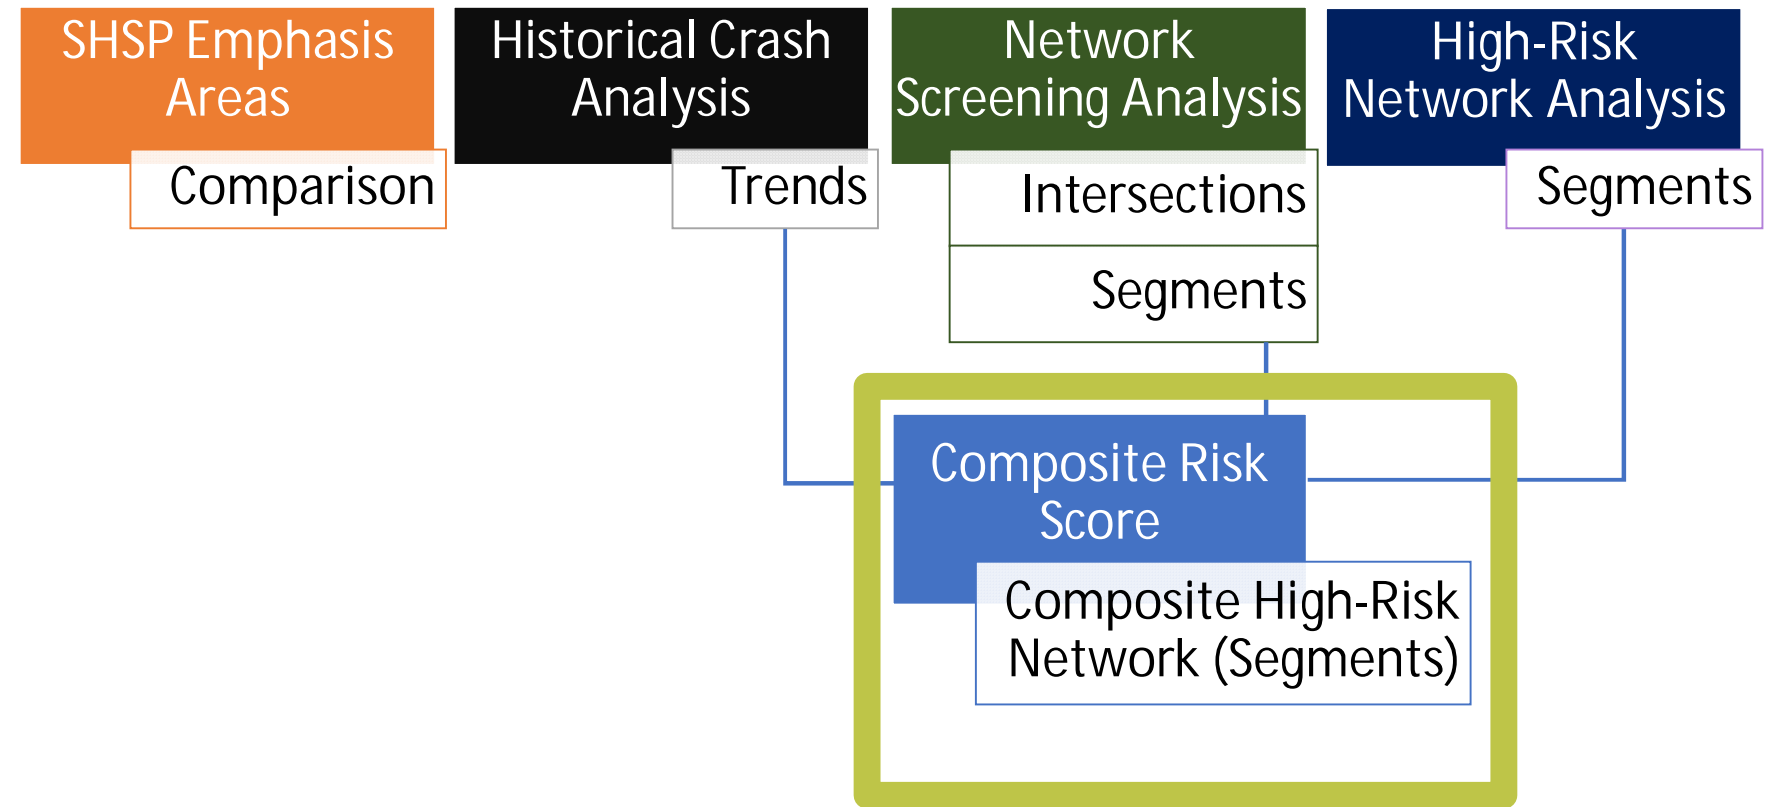 SHSP Emphasis
Areas
Comparison
Historical Crash
Analysis
Trends
Network
Screening Analysis
Intersections
Segments
High-Risk
Network Analysis
Segments
Composite Risk
Score
Composite High-Risk
Network (Segments)